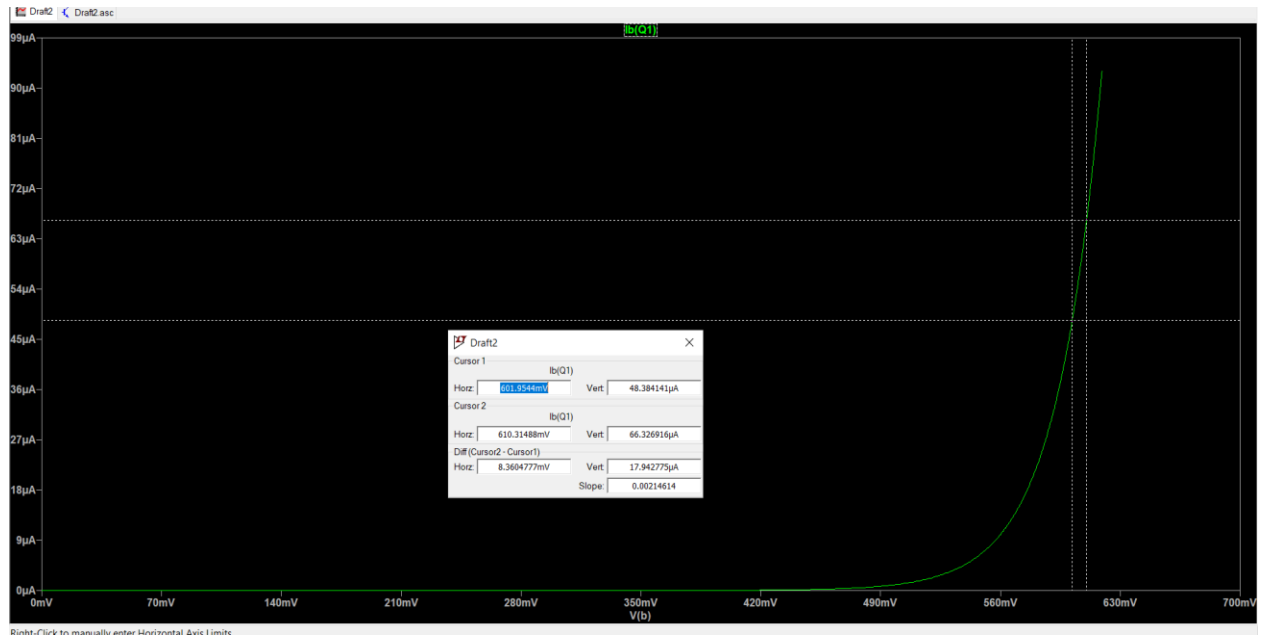 Draft2 Draft2.asc
Ib(Q1)
99µA
90µA
81µA
72µA
63µA
54µA
45µA
36µA
27µA
18µA
9µA
0µA
0mV 70mV 140mV 210mV 280mV 350mV 420mV 490mV 560mV 630mV 700mV
V(b)
Draft2
Cursor 1
Ib(Q1)
Horz: 601.9544mV Vert: 48.384141µA
Cursor 2
Ib(Q1)
Horz: 610.31488mV Vert: 66.326916µA
Diff (Cursor2 - Cursor1)
Horz: 8.3604777mV Vert: 17.942775µA
Slope: 0.00214614
Right-Click to manually enter Horizontal Axis Limits